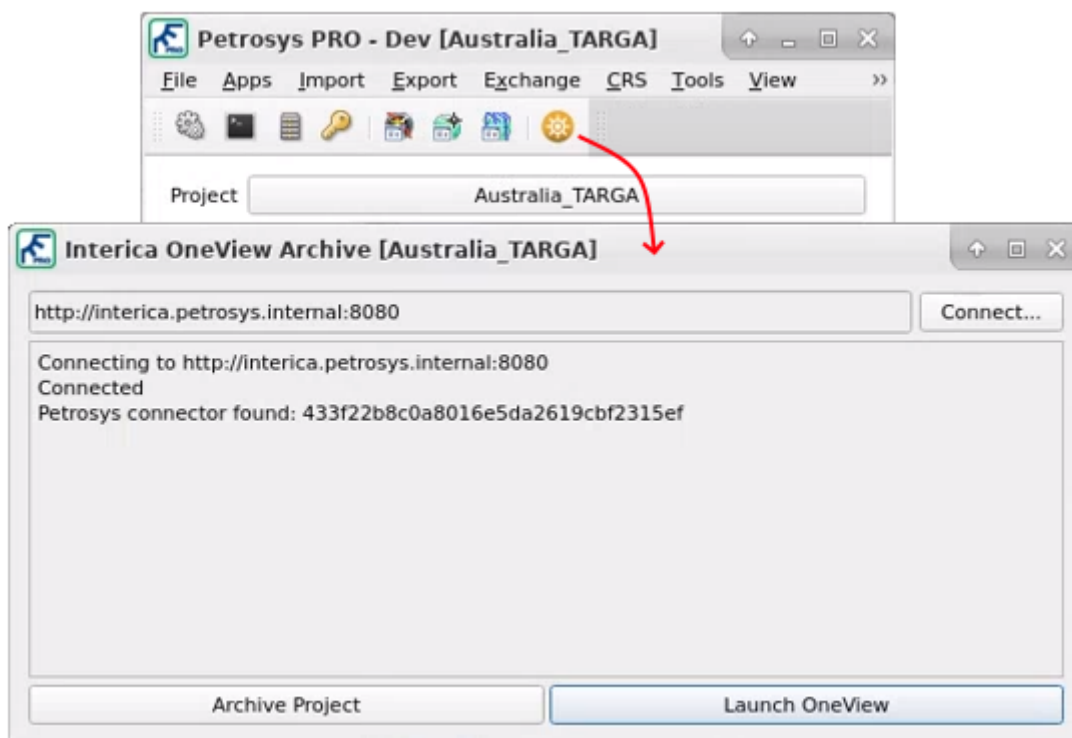 Petrosys PRO - Dev [Australia_TARGA]
File Apps Import Export Exchange CRS Tools View »
Project Australia_TARGA
PRO Interica OneView Archive [Australia_TARGA]
http://interica.petrosys.internal:8080 Connect...
Connecting to http://interica.petrosys.internal:8080
Connected
Petrosys connector found: 433f22b8c0a8016e5da2619cbf2315ef
Archive Project Launch OneView